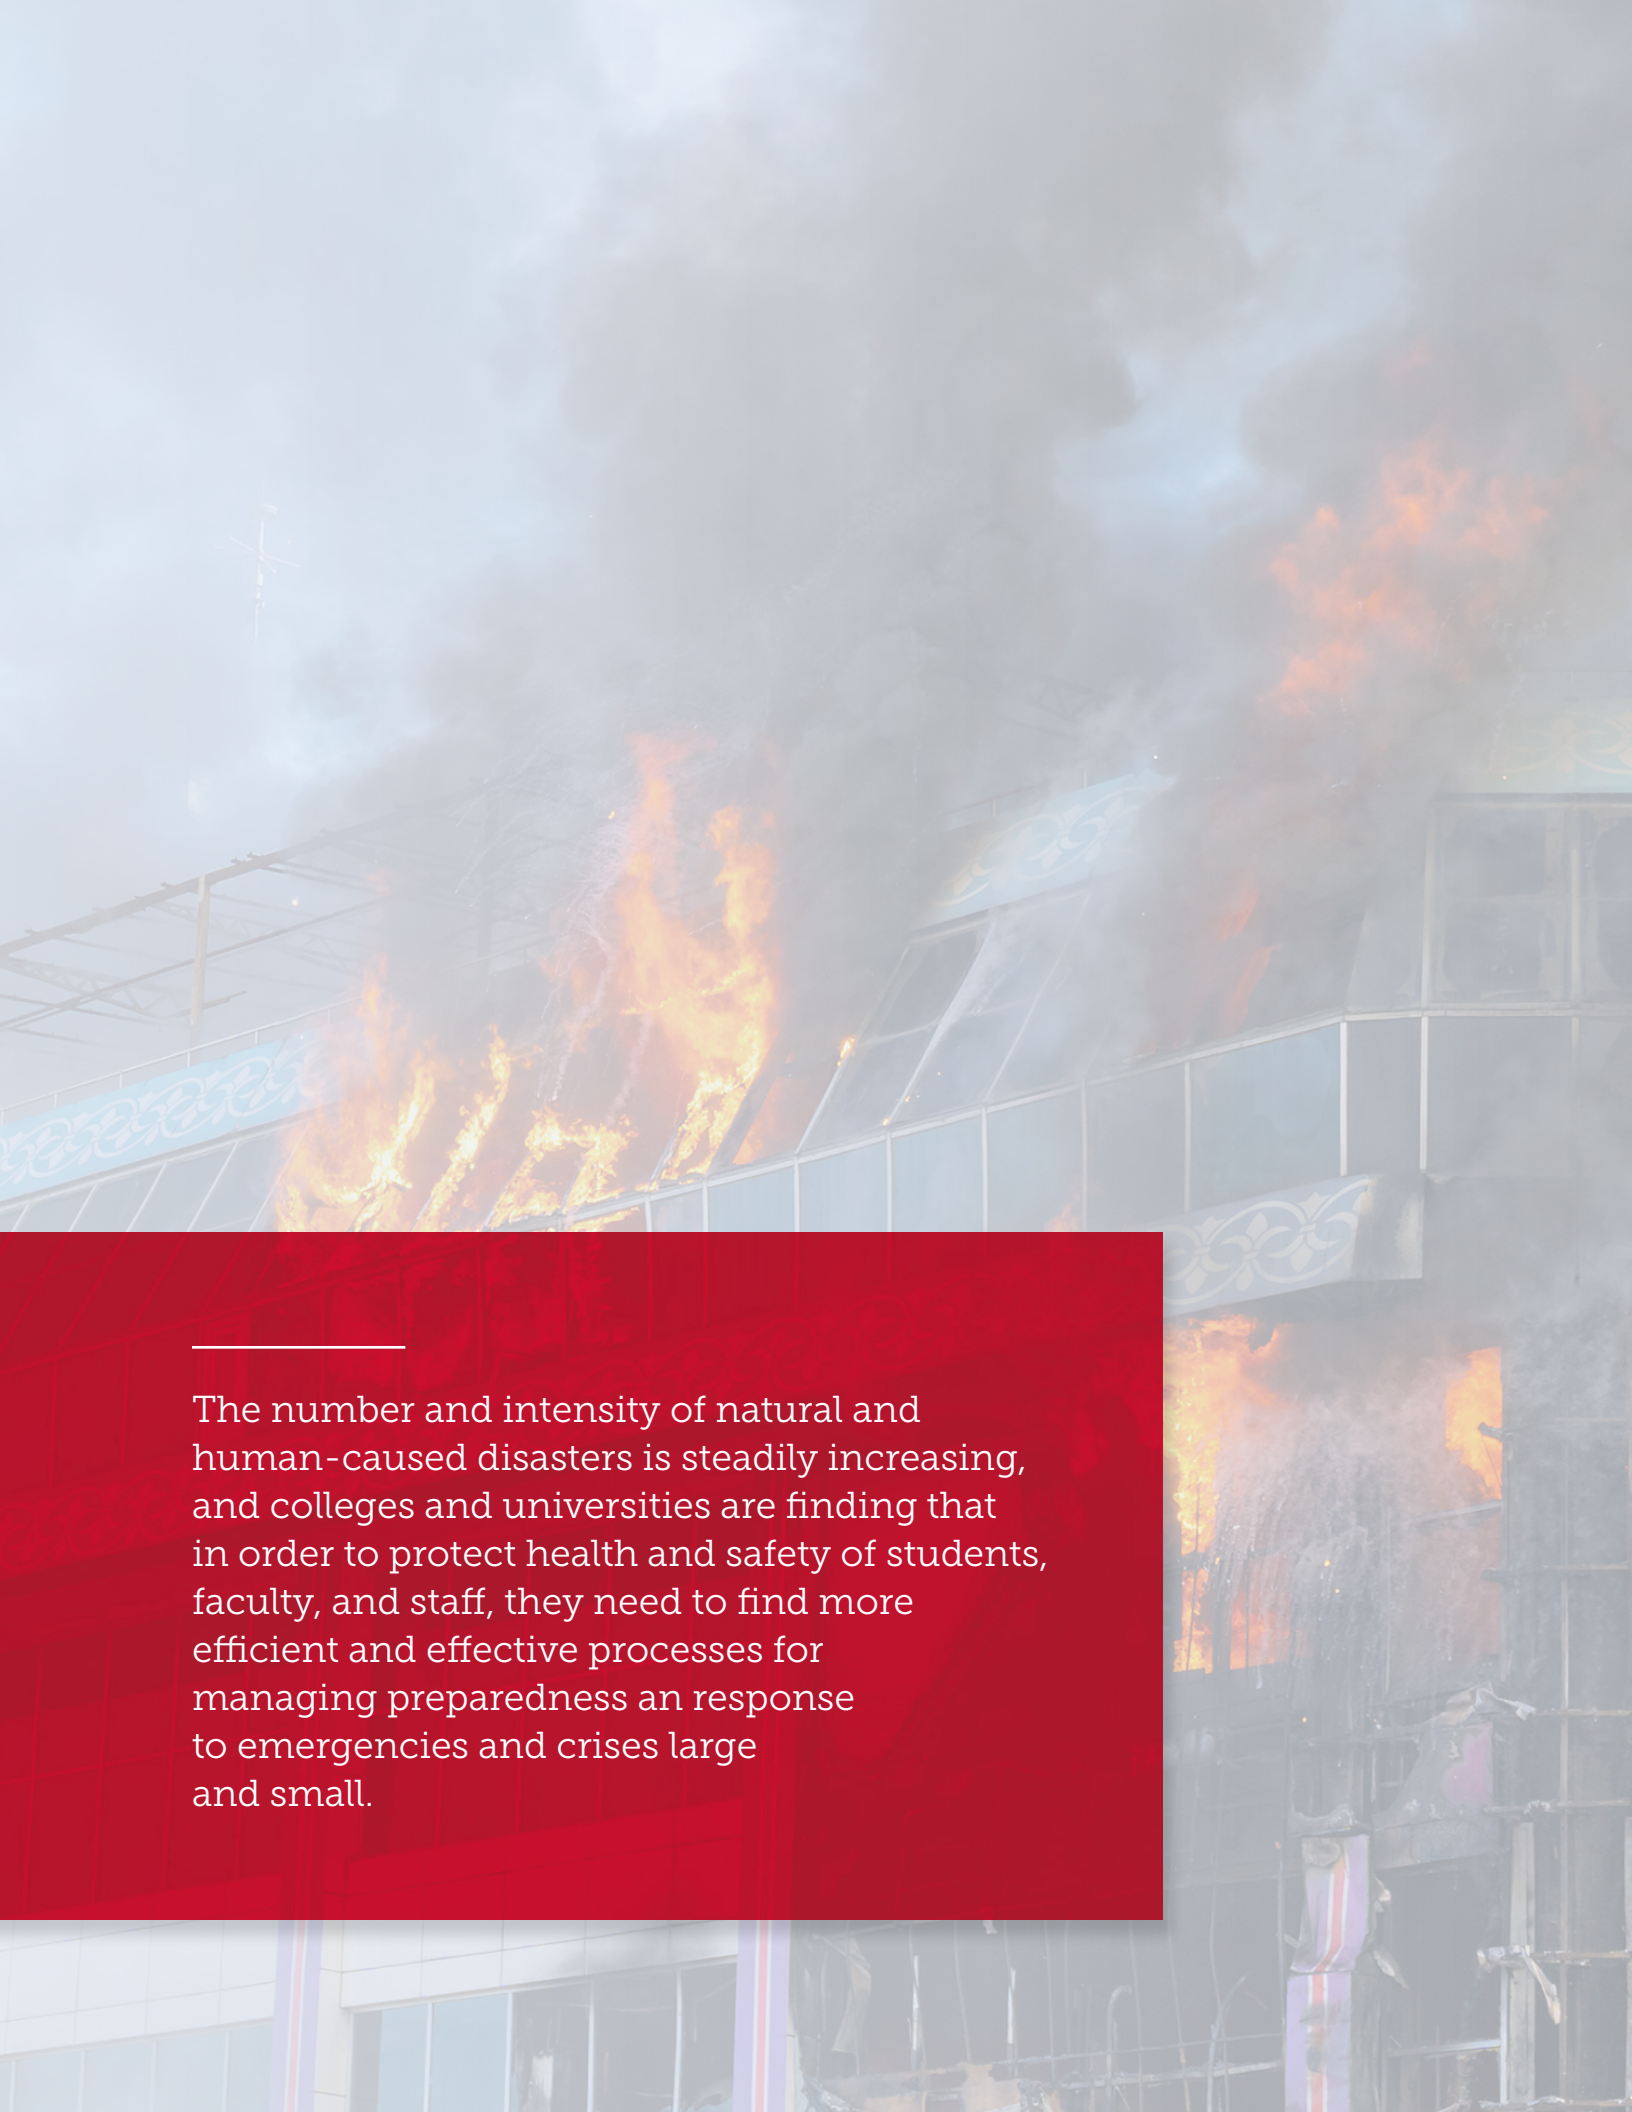 The number and intensity of natural and
human-caused disasters is steadily increasing,
and colleges and universities are finding that
in order to protect health and safety of students,
faculty, and staff, they need to find more
efficient and effective processes for
managing preparedness an response
to emergencies and crises large
and small.